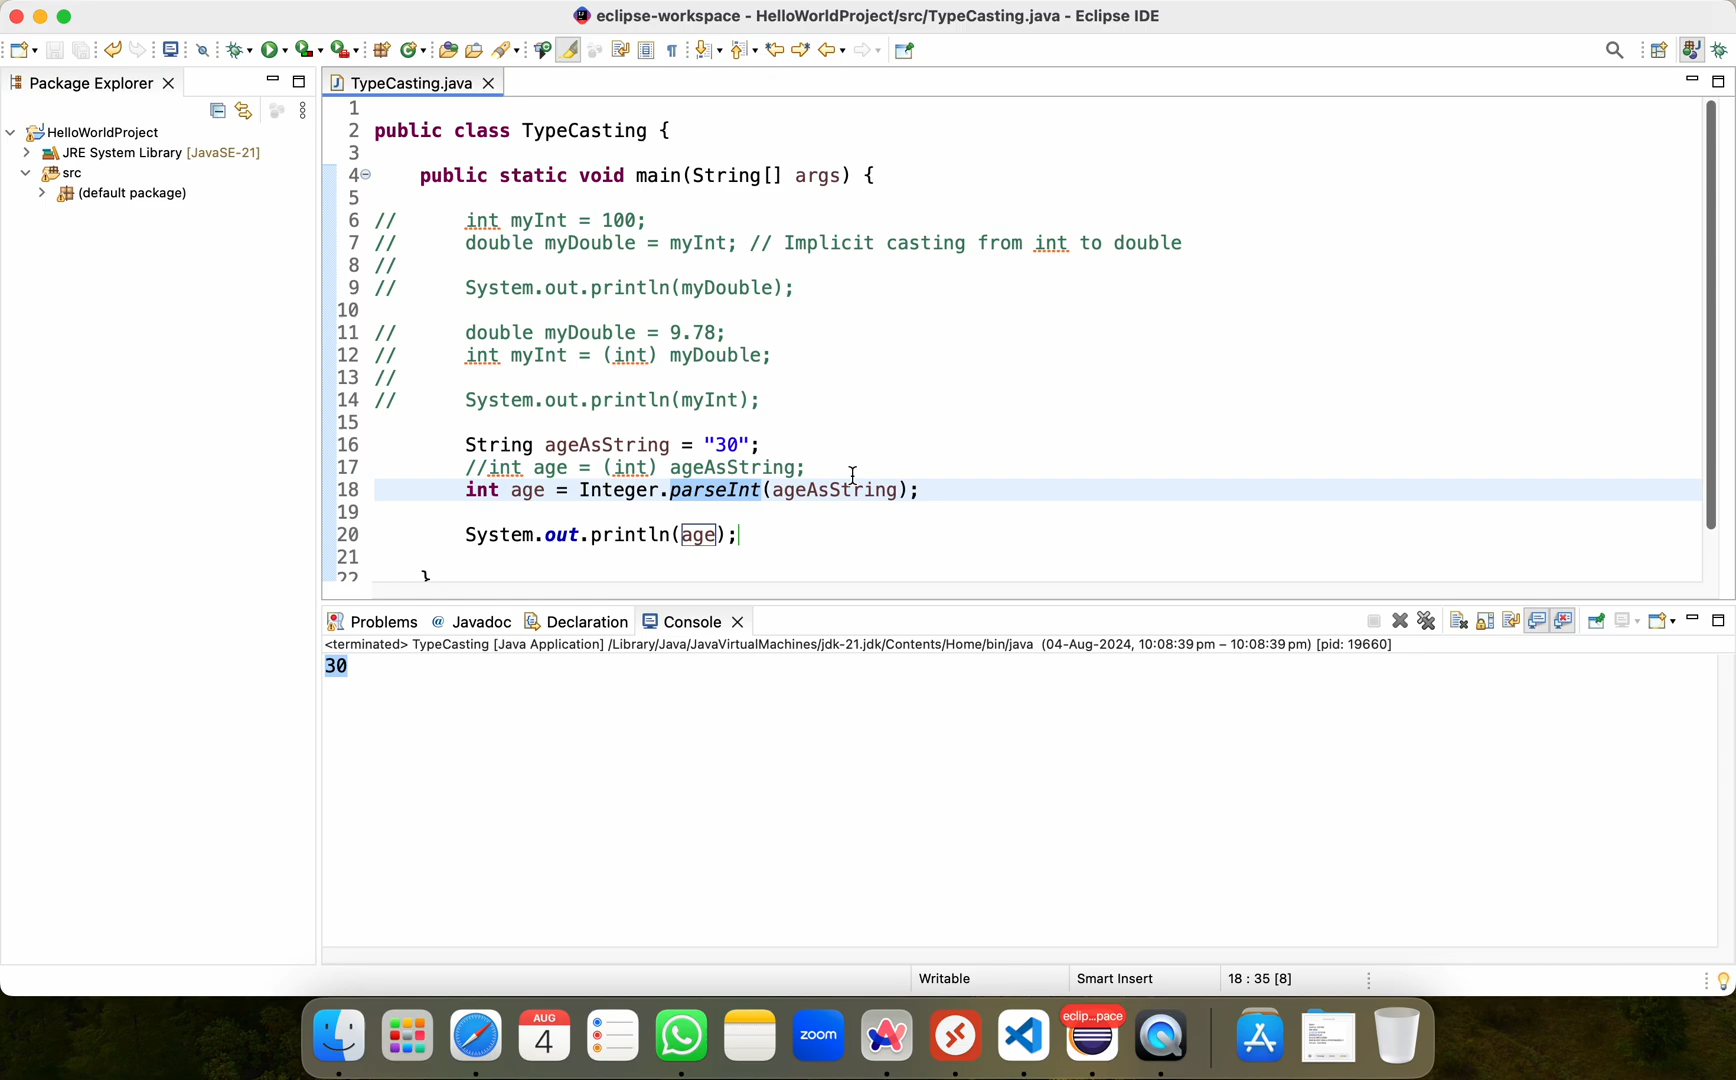 eclipse-workspace - HelloWorldProject/src/TypeCasting.java - Eclipse IDE
Package Explorer
HelloWorldProject
JRE System Library [JavaSE-21]
src
(default package)
TypeCasting.java
1
2 public class TypeCasting {
3
4 public static void main(String[] args) {
5
6 // int myInt = 100;
7 // double myDouble = myInt; // Implicit casting from int to double
8 //
9 // System.out.println(myDouble);
10
11 // double myDouble = 9.78;
12 // int myInt = (int) myDouble;
13 //
14 // System.out.println(myInt);
15
16 String ageAsString = "30";
17 //int age = (int) ageAsString;
18 int age = Integer.parseInt(ageAsString);
19
20 System.out.println(age);
21
22 }
Problems @ Javadoc Declaration Console
<terminated> TypeCasting [Java Application] /Library/Java/JavaVirtualMachines/jdk-21.jdk/Contents/Home/bin/java (04-Aug-2024, 10:08:39 pm – 10:08:39 pm) [pid: 19660]
30
Writable Smart Insert 18 : 35 [8]
eclip...pace
AUG
4
zoom